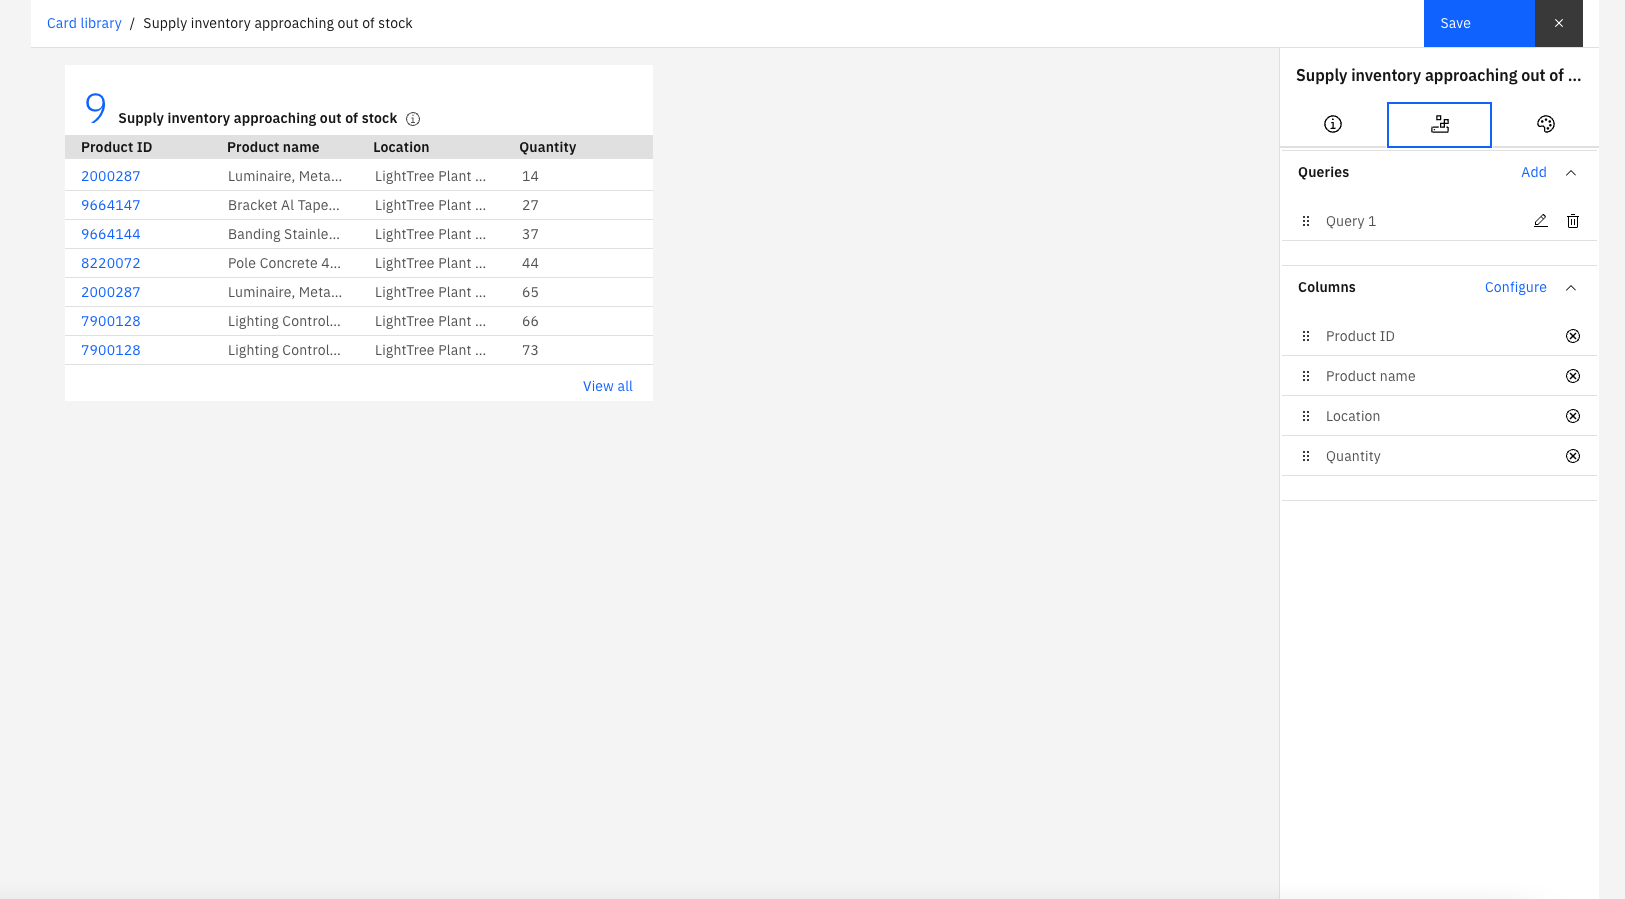 Card library / Supply inventory approaching out of stock
Save
Supply inventory approaching out of ...
9 Supply inventory approaching out of stock
Product ID Product name Location Quantity
2000287 Luminaire, Meta... LightTree Plant ... 14
9664147 Bracket Al Tape... LightTree Plant ... 27
9664144 Banding Stainle... LightTree Plant ... 37
8220072 Pole Concrete 4... LightTree Plant ... 44
2000287 Luminaire, Meta... LightTree Plant ... 65
7900128 Lighting Control... LightTree Plant ... 66
7900128 Lighting Control... LightTree Plant ... 73
View all
Queries Add
Query 1
Columns Configure
Product ID
Product name
Location
Quantity